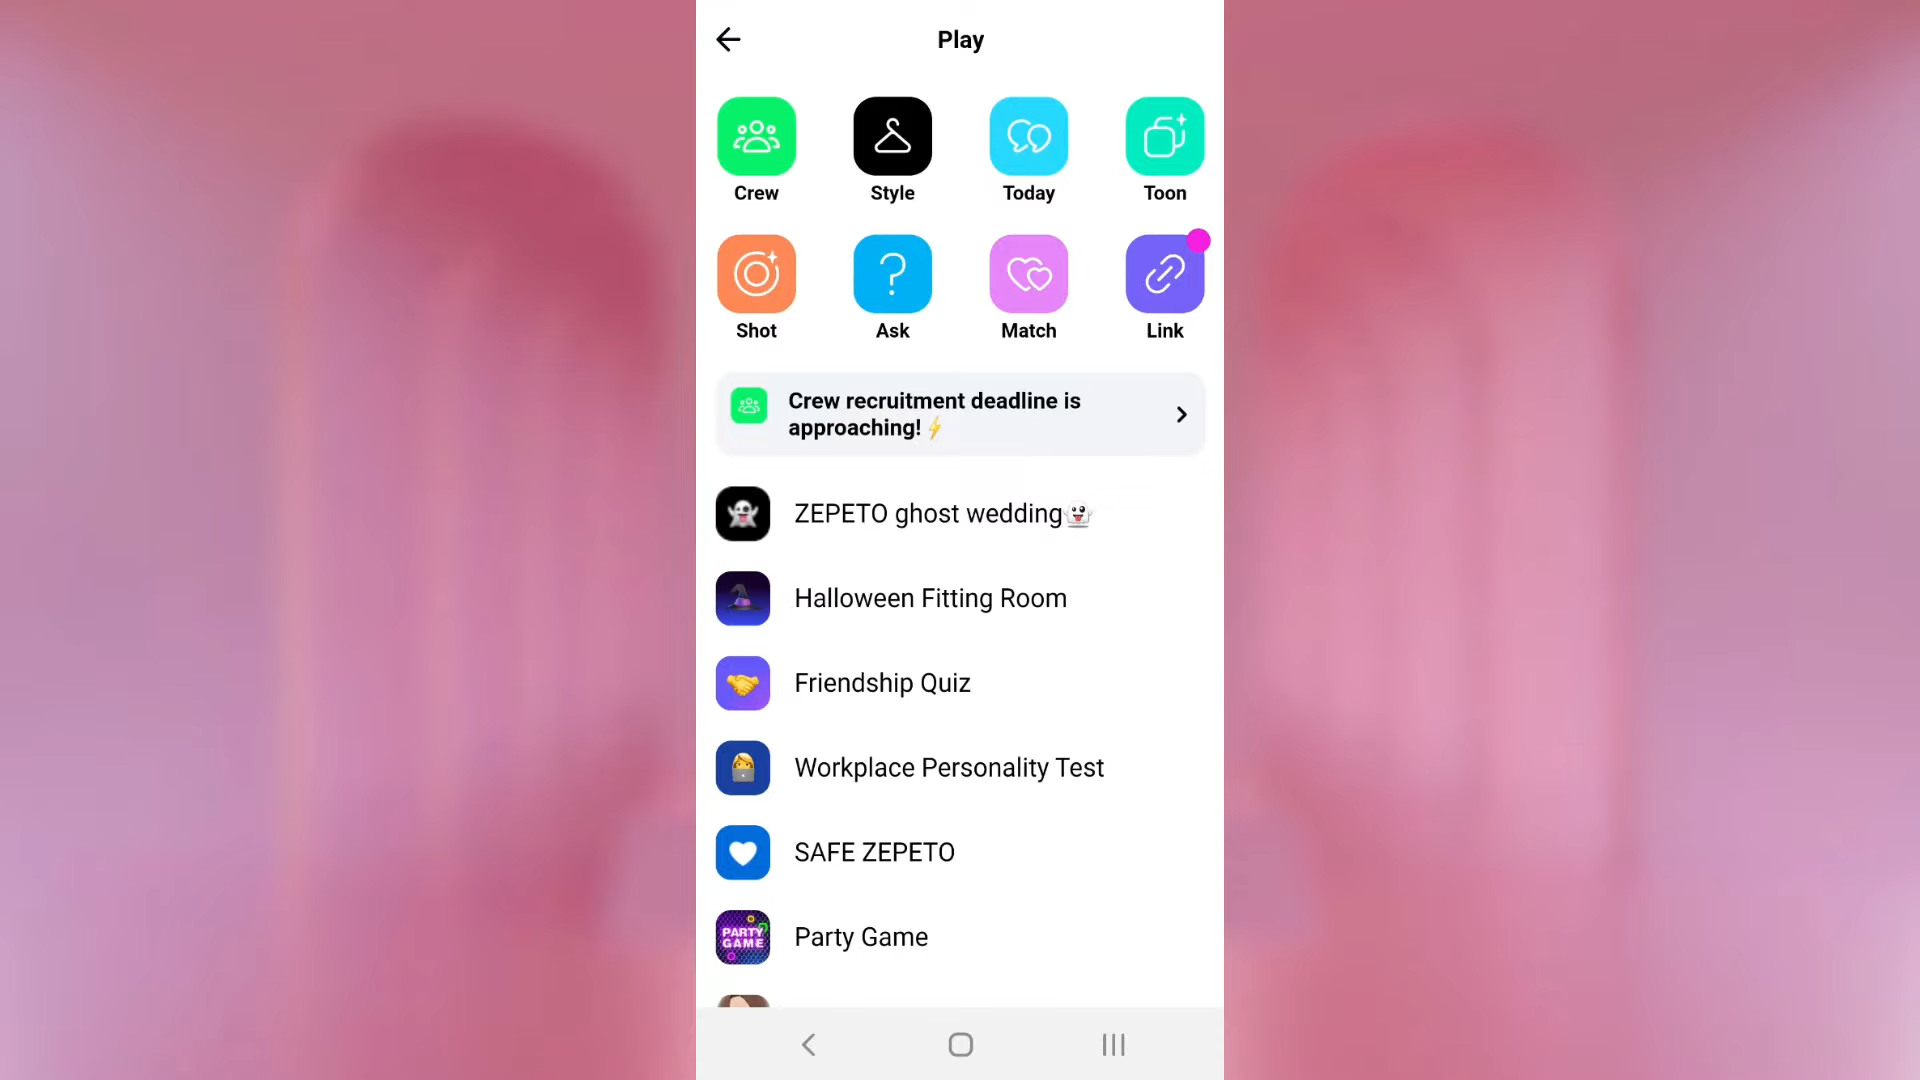 Play
Crew Style Today Toon
Shot Ask Match Link
Crew recruitment deadline is
approaching!⚡
ZEPETO ghost wedding👻
Halloween Fitting Room
Friendship Quiz
Workplace Personality Test
SAFE ZEPETO
PARTY
GAME
Party Game